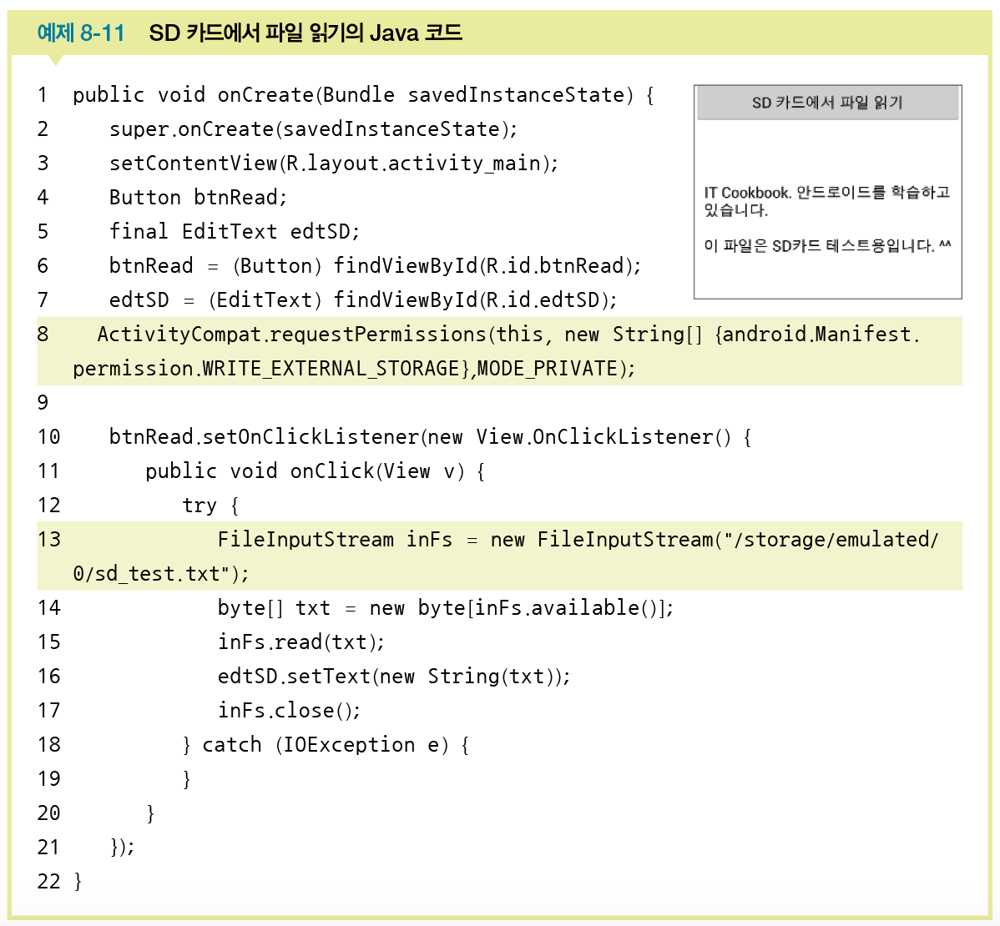 예제 8-11 SD 카드에서 파일 읽기의 Java 코드
1 public void onCreate(Bundle savedInstanceState) {
2 super.onCreate(savedInstanceState);
3 setContentView(R.layout.activity_main);
4 Button btnRead;
5 final EditText edtSD;
6 btnRead = (Button) findViewById(R.id.btnRead);
7 edtSD = (EditText) findViewById(R.id.edtSD);
SD 카드에서 파일 읽기
IT Cookbook. 안드로이드를 학습하고
있습니다.
이 파일은 SD카드 테스트용입니다. ^^
8 ActivityCompat.requestPermissions(this, new String[] {android.Manifest.
permission.WRITE_EXTERNAL_STORAGE},MODE_PRIVATE);
9
10 btnRead.setOnClickListener(new View.OnClickListener() {
11 public void onClick(View v) {
12 try {
13 FileInputStream inFs = new FileInputStream("/storage/emulated/
0/sd_test.txt");
14 byte[] txt = new byte[inFs.available()];
15 inFs.read(txt);
16 edtSD.setText(new String(txt));
17 inFs.close();
18 } catch (IOException e) {
19 }
20 }
21 });
22 }